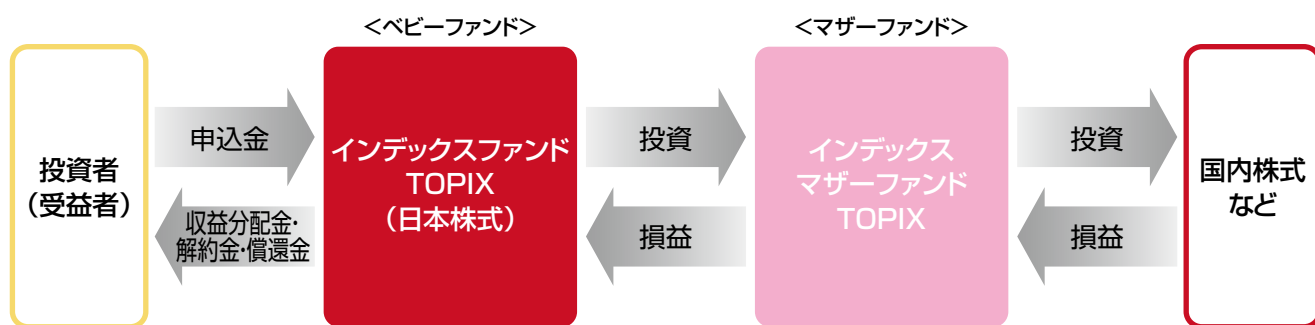 <ベビーファンド>
<マザーファンド>
投資者
(受益者)
申込金
収益分配金・
解約金・償還金
インデックスファンド
TOPIX
(日本株式)
投資
損益
インデックス
マザーファンド
TOPIX
投資
損益
国内株式
など